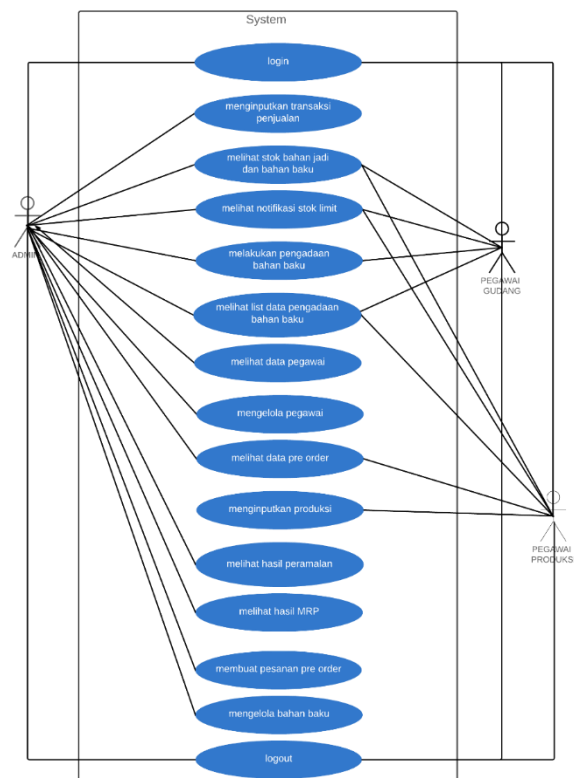 System
login
menginputkan transaksi
penjualan
melihat stok bahan jadi
dan bahan baku
melihat notifikasi stok limit
ADMIN
melakukan pengadaan
bahan baku
PEGAWAI
GUDANG
melihat list data pengadaan
bahan baku
melihat data pegawai
mengelola pegawai
melihat data pre order
menginputkan produksi
PEGAWAI
PRODUKS
melihat hasil peramalan
melihat hasil MRP
membuat pesanan pre order
mengelola bahan baku
logout